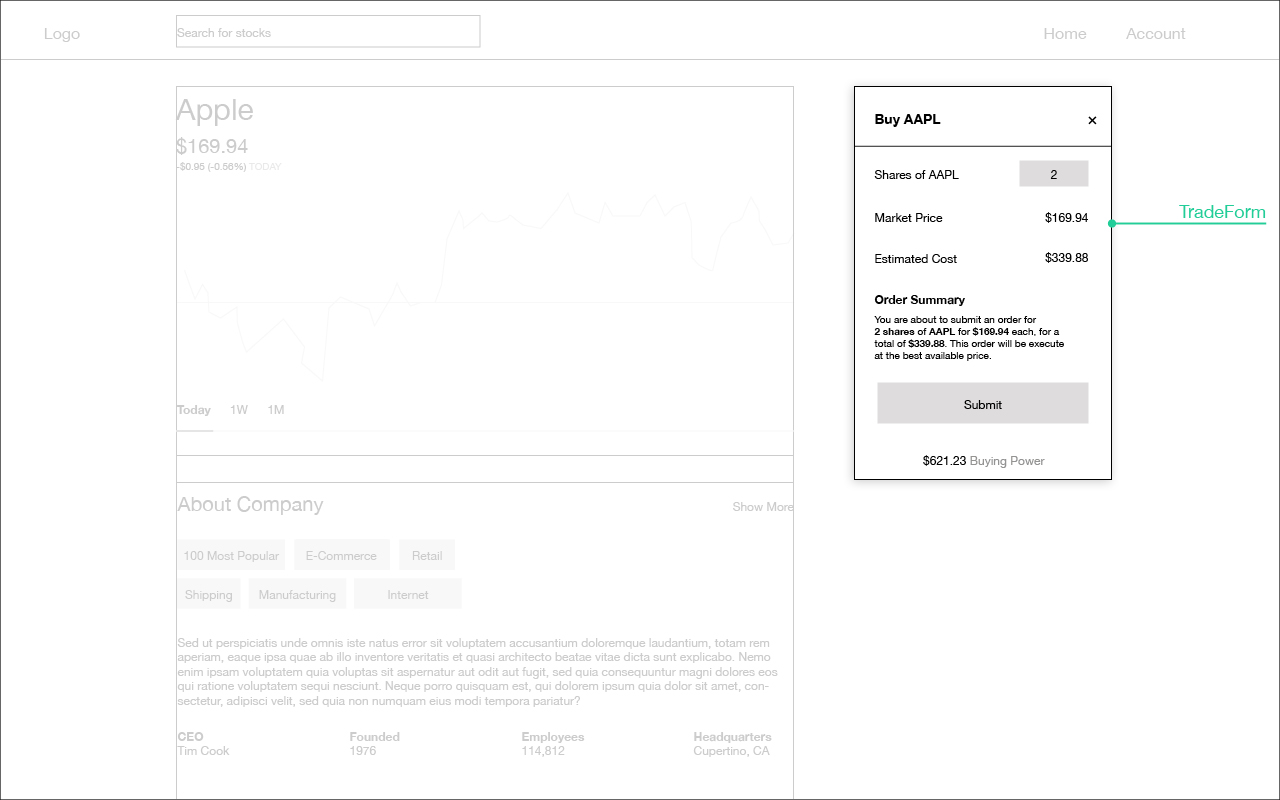 Logo
Search for stocks
Home
Account
Apple
$169.94
-$0.95 (-0.56%) TODAY
Today 1W 1M
About Company
Show More
100 Most Popular E-Commerce Retail
Shipping Manufacturing Internet
Sed ut perspiciatis unde omnis iste natus error sit voluptatem accusantium doloremque laudantium, totam rem
aperiam, eaque ipsa quae ab illo inventore veritatis et quasi architecto beatae vitae dicta sunt explicabo. Nemo
enim ipsam voluptatem quia voluptas sit aspernatur aut odit aut fugit, sed quia consequuntur magni dolores eos
qui ratione voluptatem sequi nesciunt. Neque porro quisquam est, qui dolorem ipsum quia dolor sit amet, con-
sectetur, adipisci velit, sed quia non numquam eius modi tempora pariatur?
CEO Founded Employees Headquarters
Tim Cook 1976 114,812 Cupertino, CA
Buy AAPL ×
Shares of AAPL 2
Market Price $169.94
Estimated Cost $339.88
Order Summary
You are about to submit an order for
2 shares of AAPL for $169.94 each, for a
total of $339.88. This order will be execute
at the best available price.
Submit
$621.23 Buying Power
TradeForm